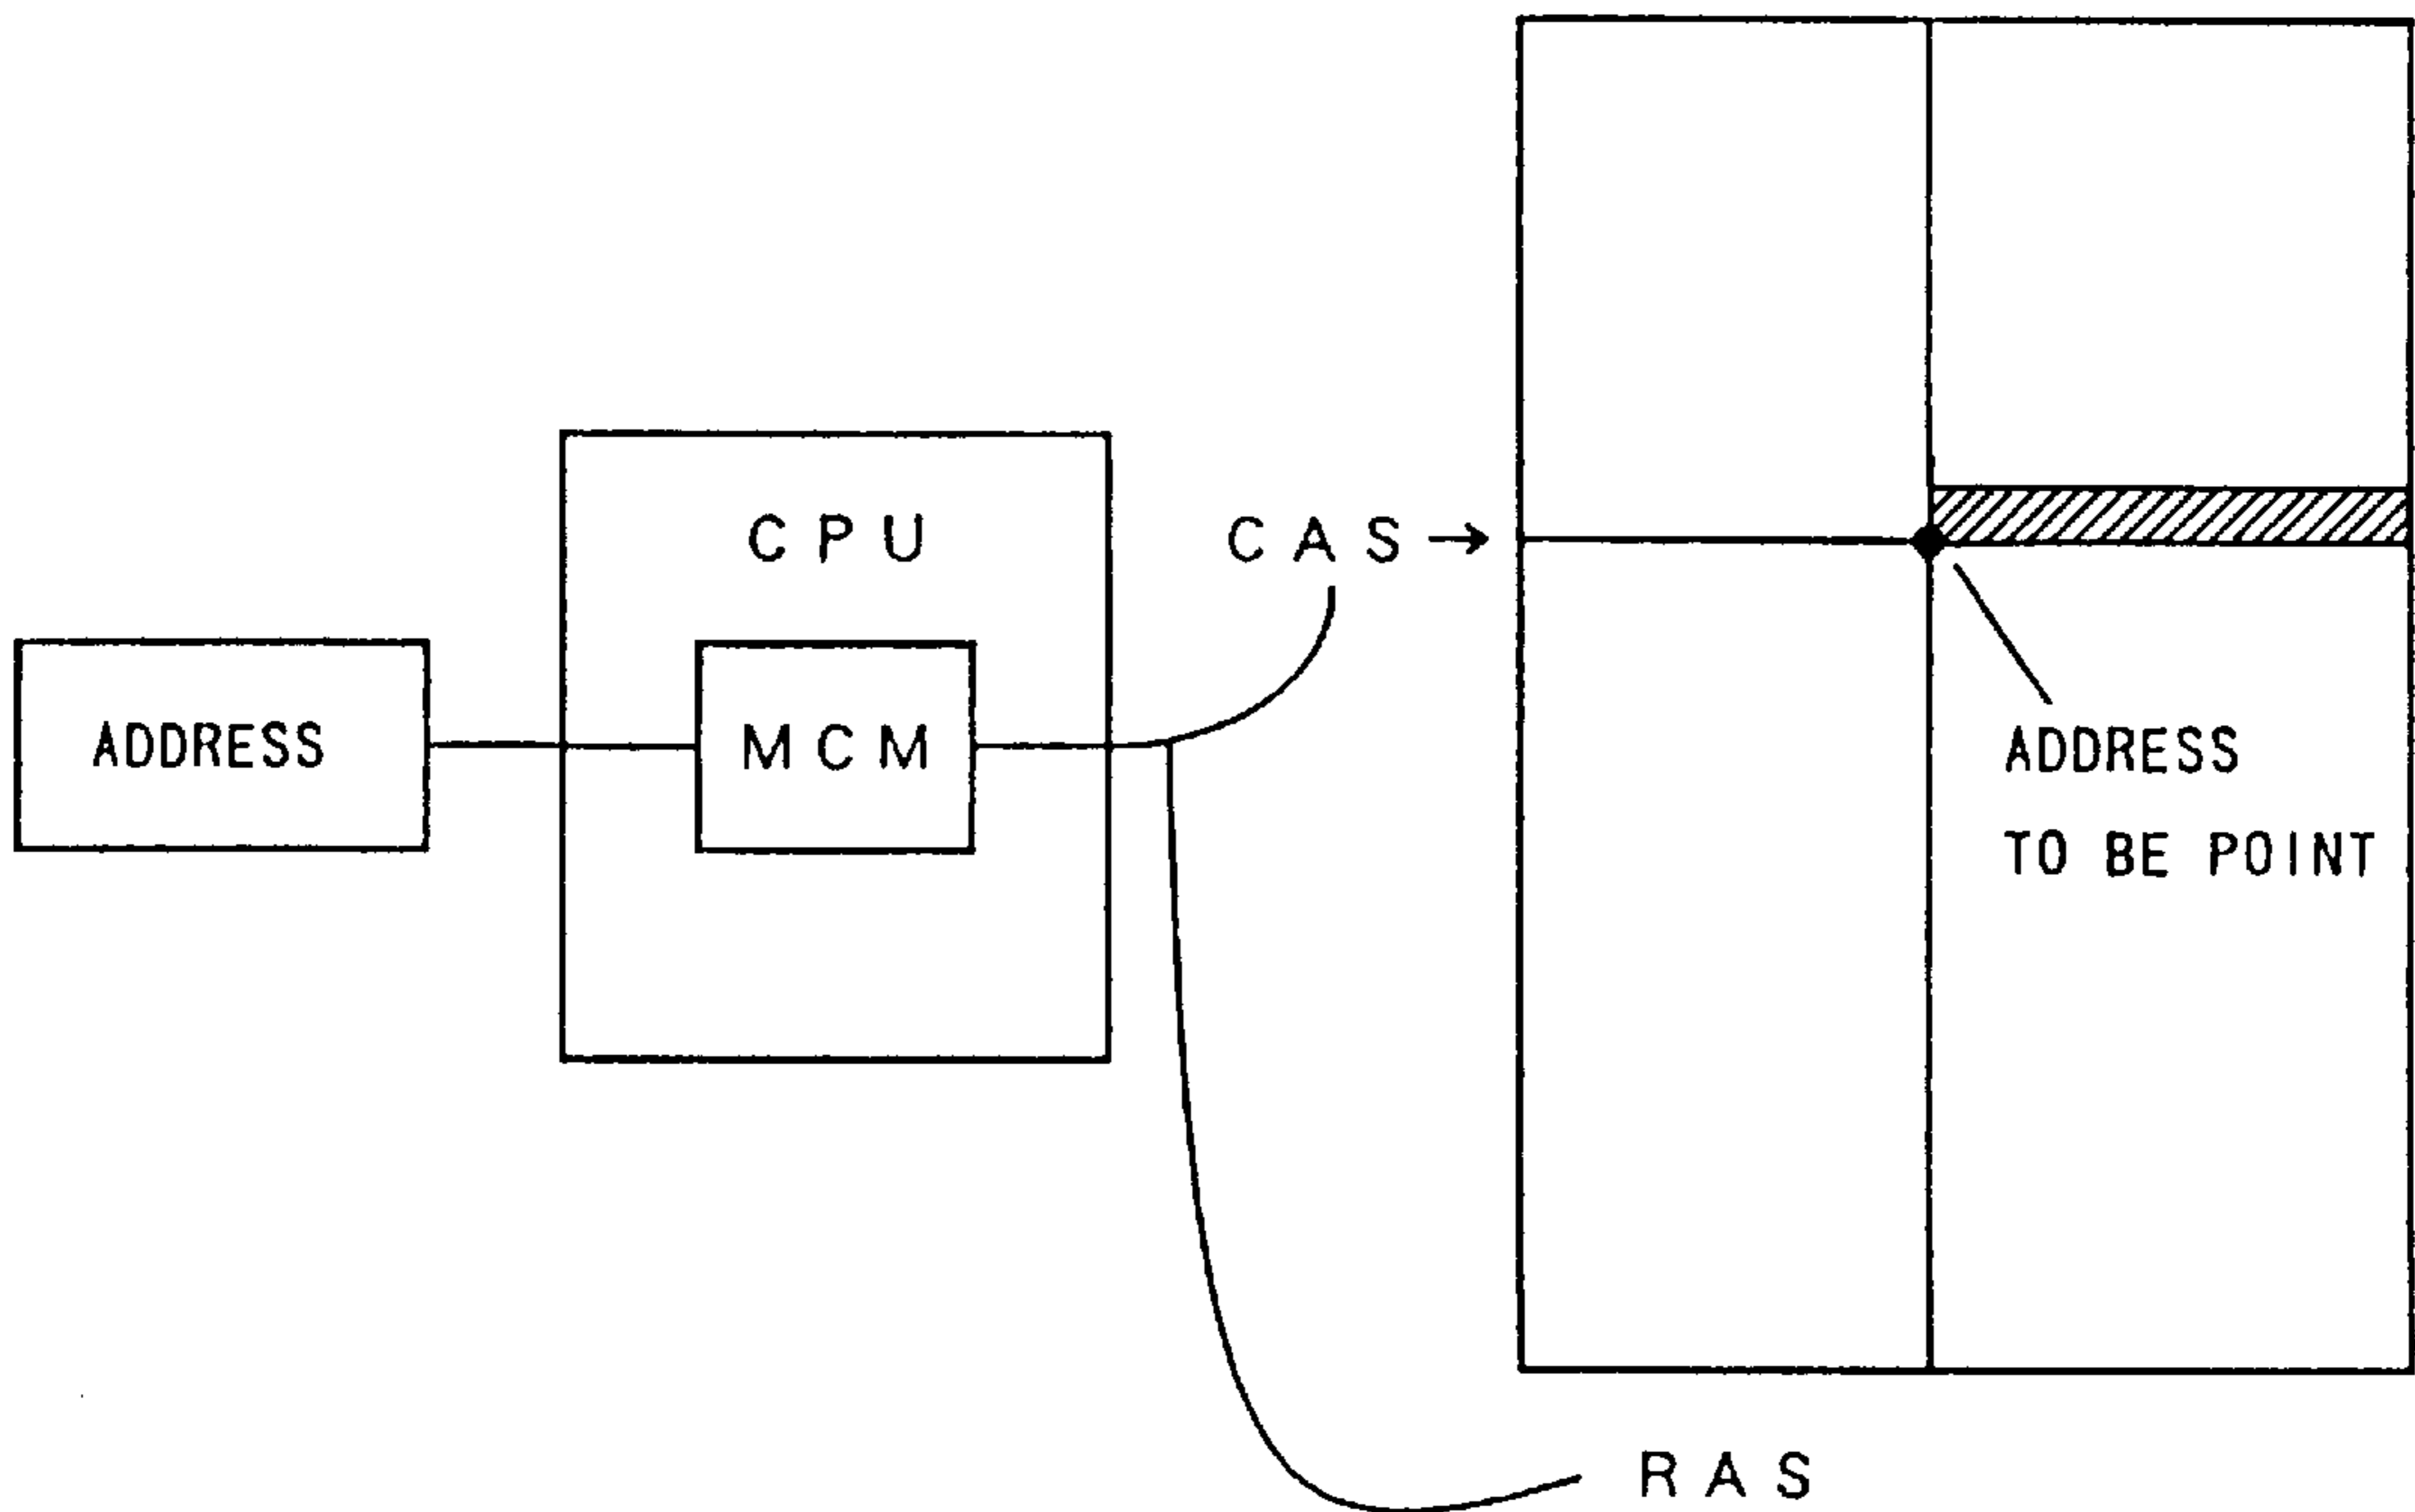 CPU
CAS →
ADDRESS
MCM
ADDRESS
TO BE POINT
RAS